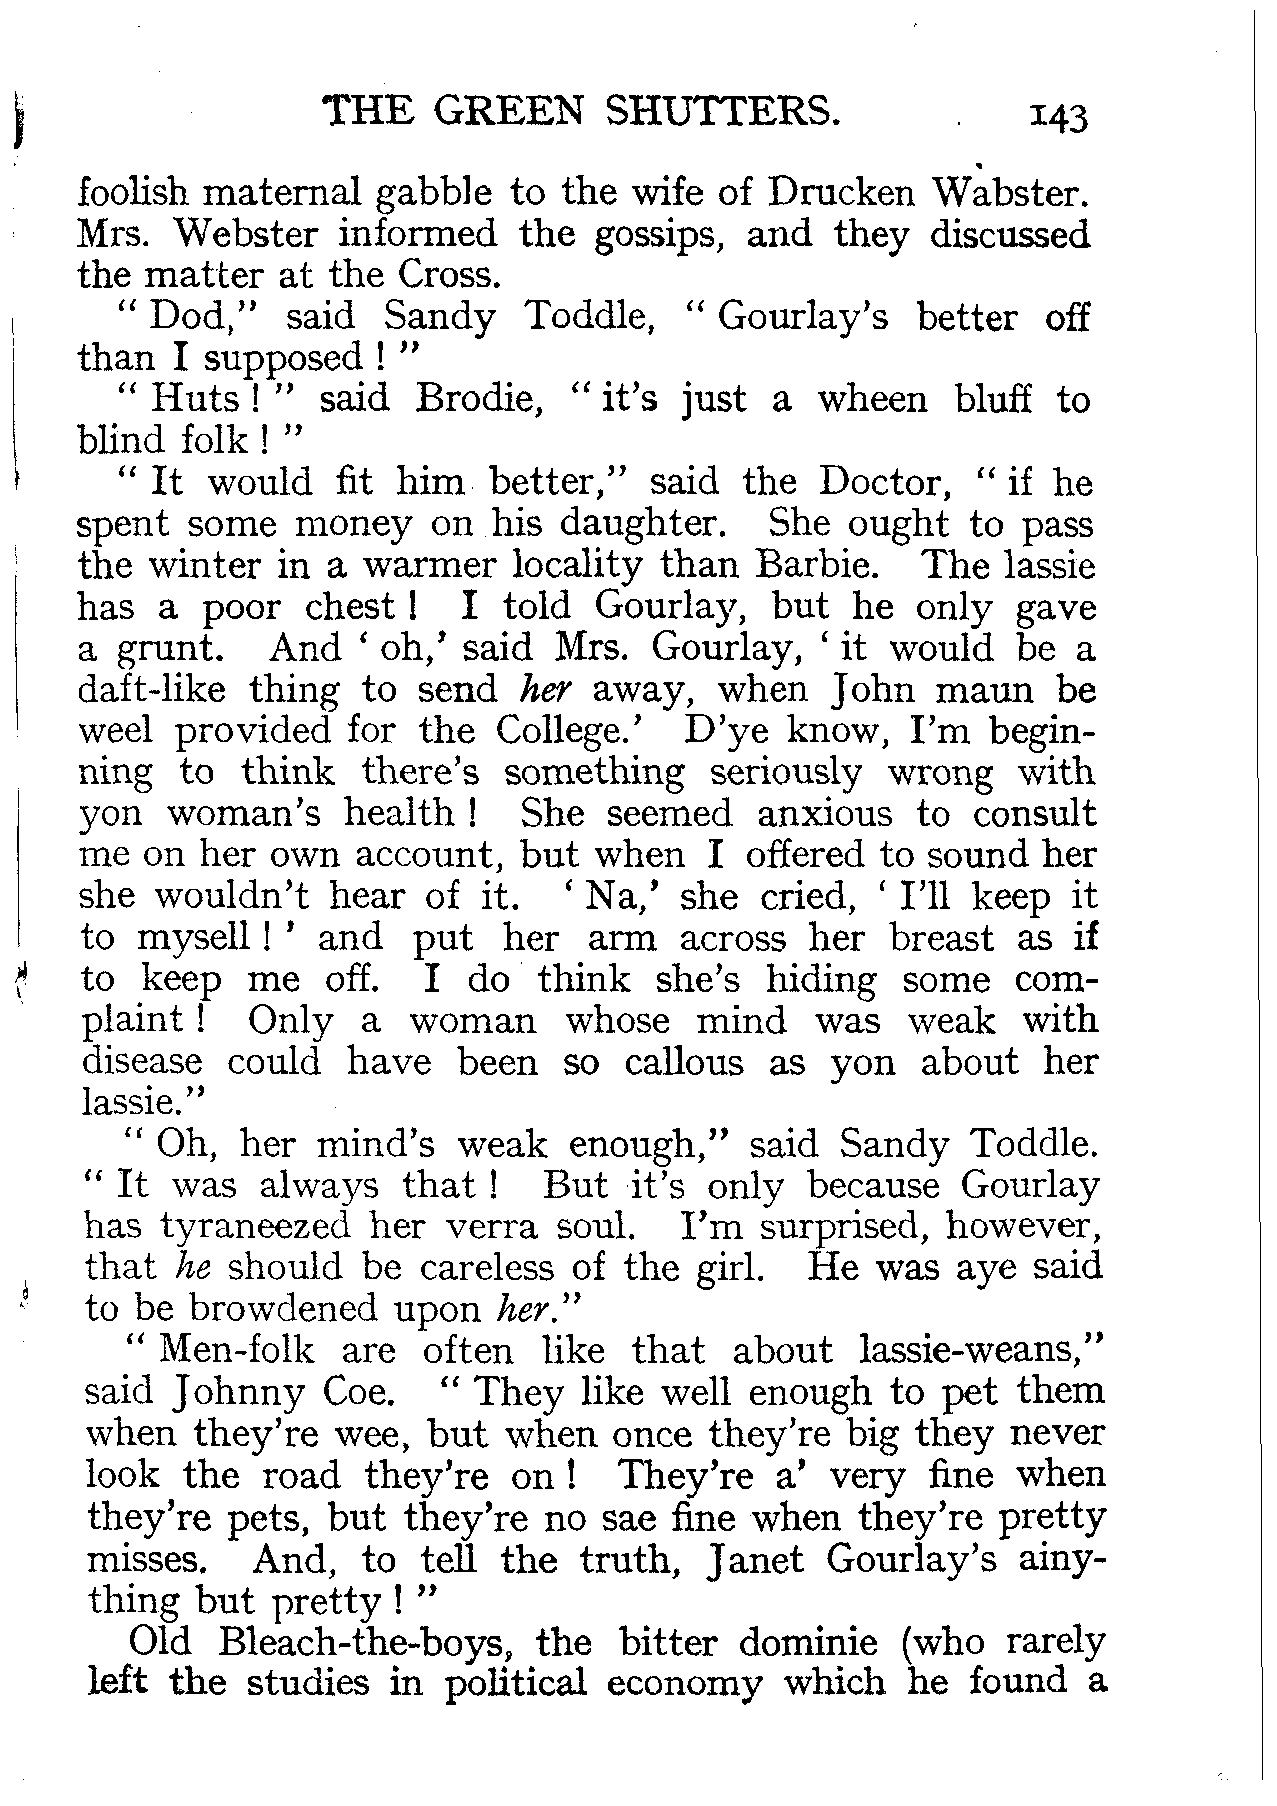 THE GREEN SHUTTERS. 143
foolish maternal gabble to the wife of Drucken Wabster.
Mrs. Webster informed the gossips, and they discussed
the matter at the Cross.
“ Dod,” said Sandy Toddle, “ Gourlay’s better off
than I supposed ! ”
“ Huts ! ” said Brodie, “ it’s just a wheen bluff to
blind folk ! ”
“ It would fit him better,” said the Doctor, “ if he
spent some money on his daughter. She ought to pass
the winter in a warmer locality than Barbie. The lassie
has a poor chest ! I told Gourlay, but he only gave
a grunt. And ‘ oh,’ said Mrs. Gourlay, ‘ it would be a
daft-like thing to send her away, when John maun be
weel provided for the College.’ D’ye know, I’m begin-
ning to think there’s something seriously wrong with
yon woman’s health ! She seemed anxious to consult
me on her own account, but when I offered to sound her
she wouldn’t hear of it. ‘ Na,’ she cried, ‘ I’ll keep it
to mysell ! ’ and put her arm across her breast as if
to keep me off. I do think she’s hiding some com-
plaint ! Only a woman whose mind was weak with
disease could have been so callous as yon about her
lassie.”
“ Oh, her mind’s weak enough,” said Sandy Toddle.
“ It was always that ! But it’s only because Gourlay
has tyraneezed her verra soul. I’m surprised, however,
that he should be careless of the girl. He was aye said
to be browdened upon her.”
“ Men-folk are often like that about lassie-weans,”
said Johnny Coe. “ They like well enough to pet them
when they’re wee, but when once they’re big they never
look the road they’re on ! They’re a’ very fine when
they’re pets, but they’re no sae fine when they’re pretty
misses. And, to tell the truth, Janet Gourlay’s ainy-
thing but pretty ! ”
Old Bleach-the-boys, the bitter dominie (who rarely
left the studies in political economy which he found a